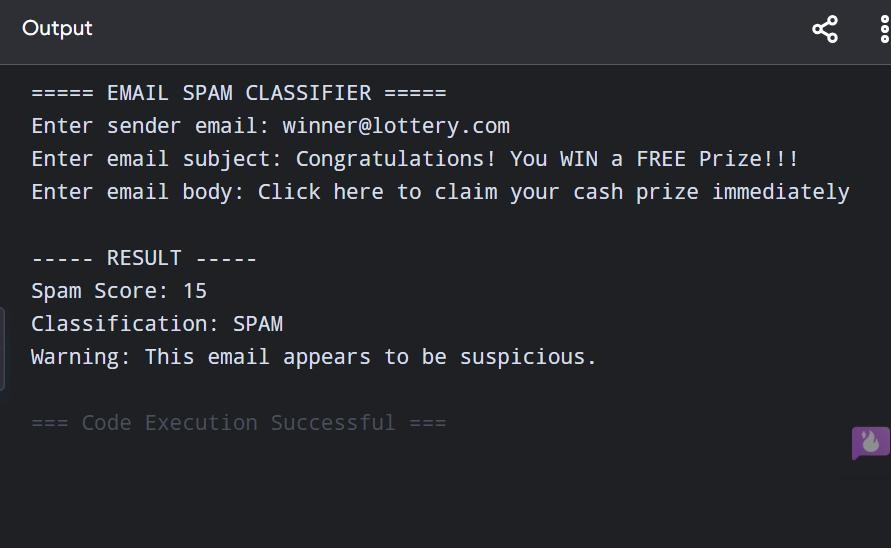 Output
===== EMAIL SPAM CLASSIFIER =====
Enter sender email: winner@lottery.com
Enter email subject: Congratulations! You WIN a FREE Prize!!!
Enter email body: Click here to claim your cash prize immediately
----- RESULT -----
Spam Score: 15
Classification: SPAM
Warning: This email appears to be suspicious.
=== Code Execution Successful ===